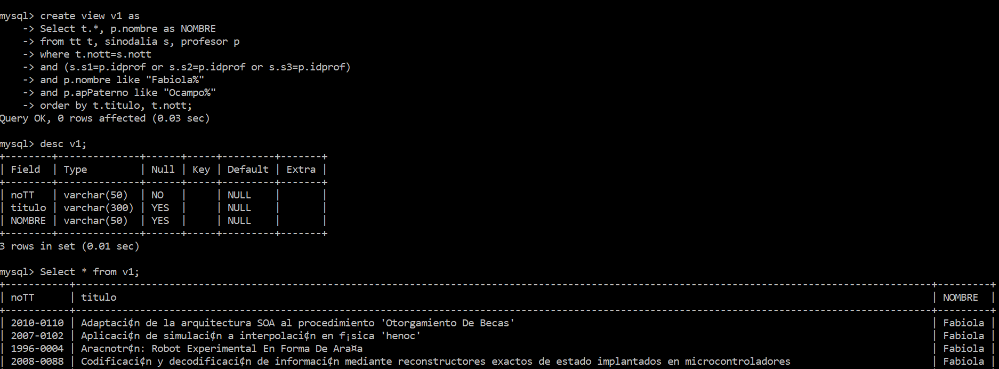 mysql> create view v1 as
    -> Select t.*, p.nombre as NOMBRE
    -> from tt t, sinodalia s, profesor p
    -> where t.nott=s.nott
    -> and (s.s1=p.idprof or s.s2=p.idprof or s.s3=p.idprof)
    -> and p.nombre like "Fabiola%"
    -> and p.apPaterno like "Ocampo%"
    -> order by t.titulo, t.nott;
Query OK, 0 rows affected (0.03 sec)

mysql> desc v1;
+--------+--------------+------+-----+---------+-------+
| Field  | Type         | Null | Key | Default | Extra |
+--------+--------------+------+-----+---------+-------+
| noTT   | varchar(50)  | NO   |     | NULL    |       |
| titulo | varchar(300) | YES  |     | NULL    |       |
| NOMBRE | varchar(50)  | YES  |     | NULL    |       |
+--------+--------------+------+-----+---------+-------+
3 rows in set (0.01 sec)

mysql> Select * from v1;
| noTT      | titulo | NOMBRE  |
| 2010-0110 | Adaptaci¢n de la arquitectura SOA al procedimiento 'Otorgamiento De Becas' | Fabiola |
| 2007-0102 | Aplicaci¢n de simulaci¢n a interpolaci¢n en f¡sica 'henoc' | Fabiola |
| 1996-0004 | Aracnotr¢n: Robot Experimental En Forma De Ara¤a | Fabiola |
| 2008-0088 | Codificaci¢n y decodificaci¢n de informaci¢n mediante reconstructores exactos de estado implantados en microcontroladores | Fabiola |